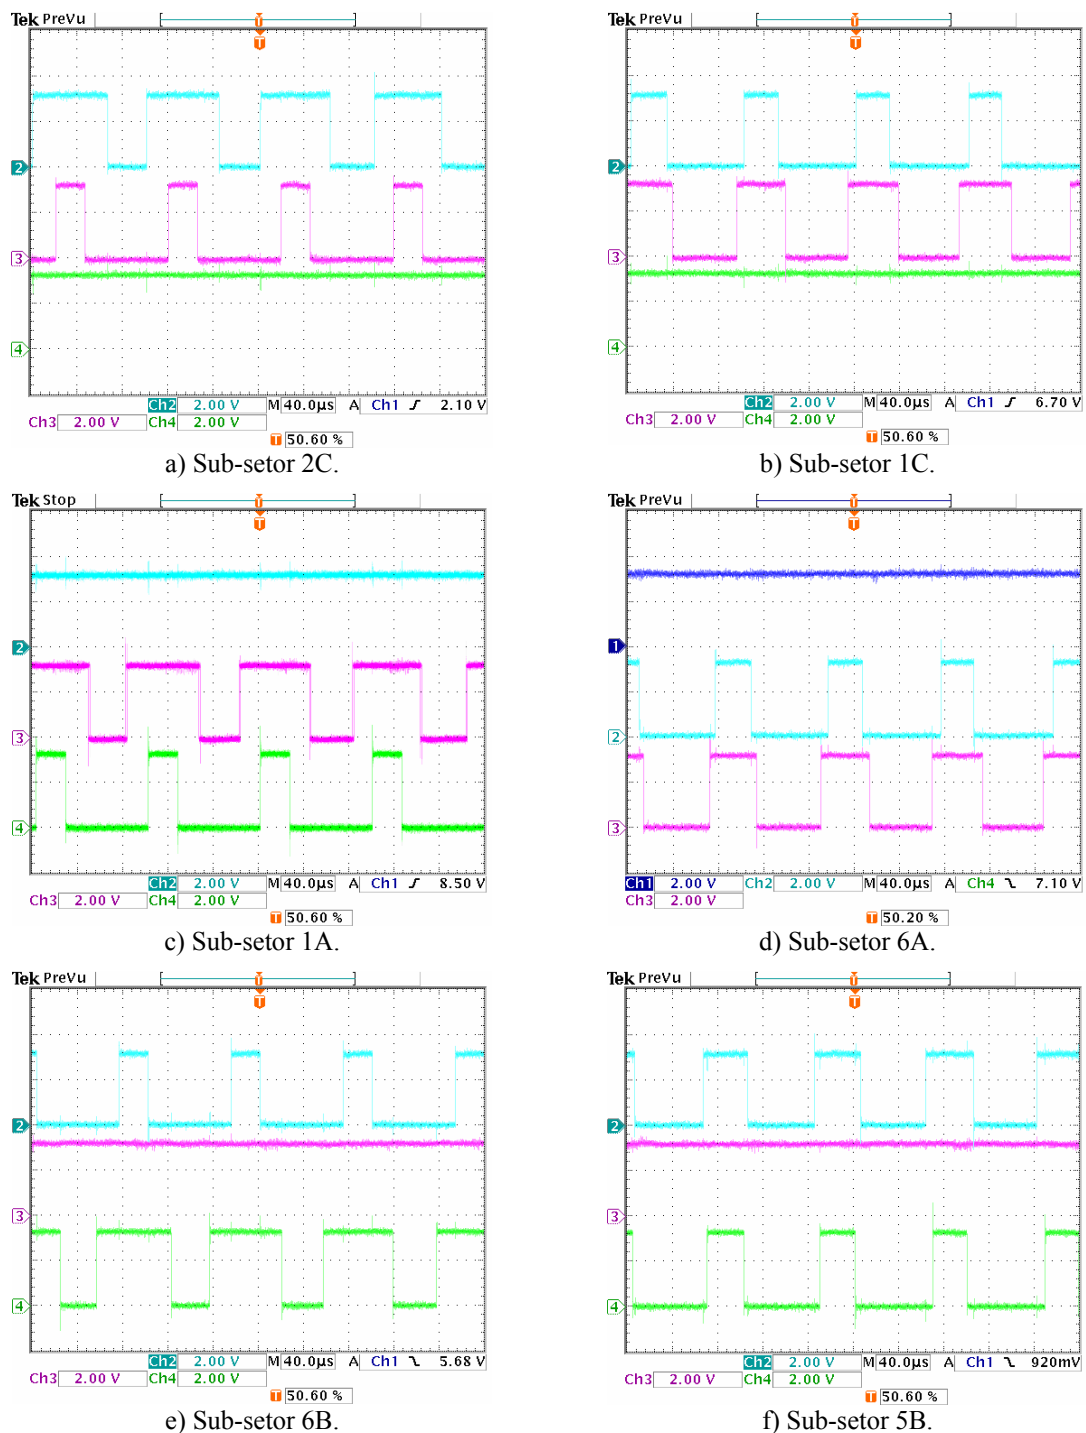 Tek PreVu
T
T
2
3
4
Ch2 2.00 V M 40.0µs A Ch1 2.10 V
Ch3 2.00 V Ch4 2.00 V
T 50.60 %
a) Sub-setor 2C.
Tek PreVu
T
T
2
3
4
Ch2 2.00 V M 40.0µs A Ch1 6.70 V
Ch3 2.00 V Ch4 2.00 V
T 50.60 %
b) Sub-setor 1C.
Tek Stop
T
T
2
3
4
Ch2 2.00 V M 40.0µs A Ch1 8.50 V
Ch3 2.00 V Ch4 2.00 V
T 50.60 %
c) Sub-setor 1A.
Tek PreVu
T
T
1
2
3
Ch1 2.00 V Ch2 2.00 V M 40.0µs A Ch4 7.10 V
Ch3 2.00 V
T 50.20 %
d) Sub-setor 6A.
Tek PreVu
T
T
2
3
4
Ch2 2.00 V M 40.0µs A Ch1 5.68 V
Ch3 2.00 V Ch4 2.00 V
T 50.60 %
e) Sub-setor 6B.
Tek PreVu
T
T
2
3
4
Ch2 2.00 V M 40.0µs A Ch1 920mV
Ch3 2.00 V Ch4 2.00 V
T 50.60 %
f) Sub-setor 5B.